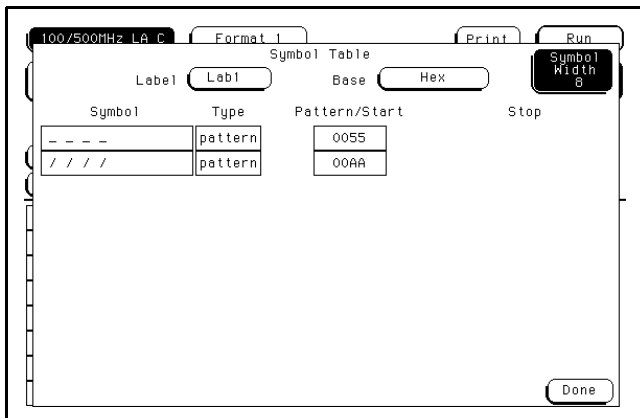 100/500MHz LA C Format 1 Print Run
Symbol Table
Symbol Width 8
Label Lab1 Base Hex
Symbol Type Pattern/Start Stop
_ _ _ _ pattern 0055
/ / / / pattern 00AA
Done